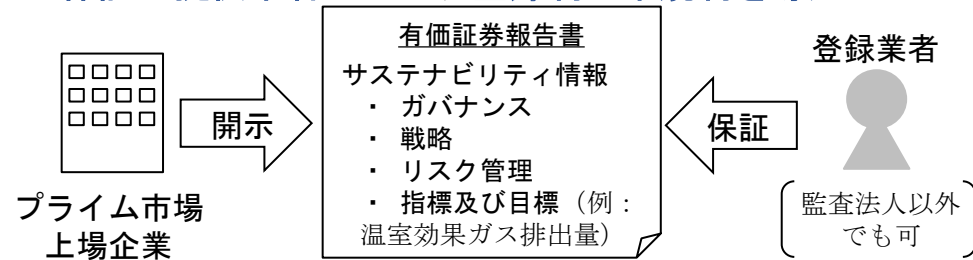 有価証券報告書
サステナビリティ情報
・ ガバナンス
・ 戦略
・ リスク管理
・ 指標及び目標（例：
温室効果ガス排出量）
開示
プライム市場
上場企業
保証
登録業者
監査法人以外
でも可